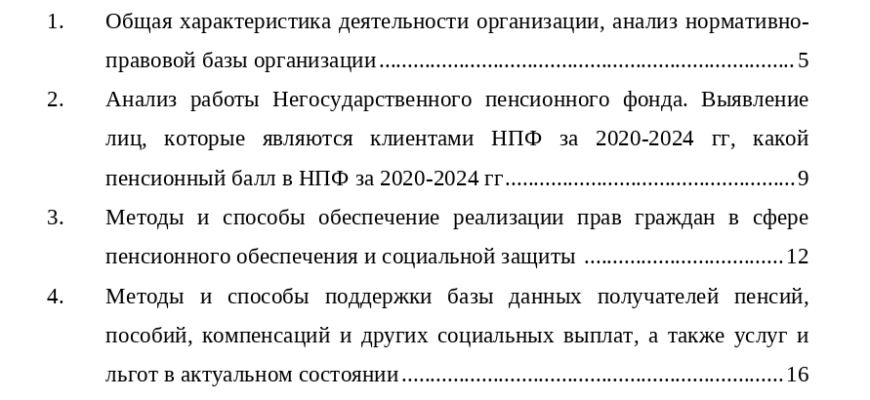 1. Общая характеристика деятельности организации, анализ нормативно-
правовой базы организации........................................................................ 5
2. Анализ работы Негосударственного пенсионного фонда. Выявление
лиц, которые являются клиентами НПФ за 2020-2024 гг, какой
пенсионный балл в НПФ за 2020-2024 гг................................................... 9
3. Методы и способы обеспечение реализации прав граждан в сфере
пенсионного обеспечения и социальной защиты ................................... 12
4. Методы и способы поддержки базы данных получателей пенсий,
пособий, компенсаций и других социальных выплат, а также услуг и
льгот в актуальном состоянии................................................................... 16